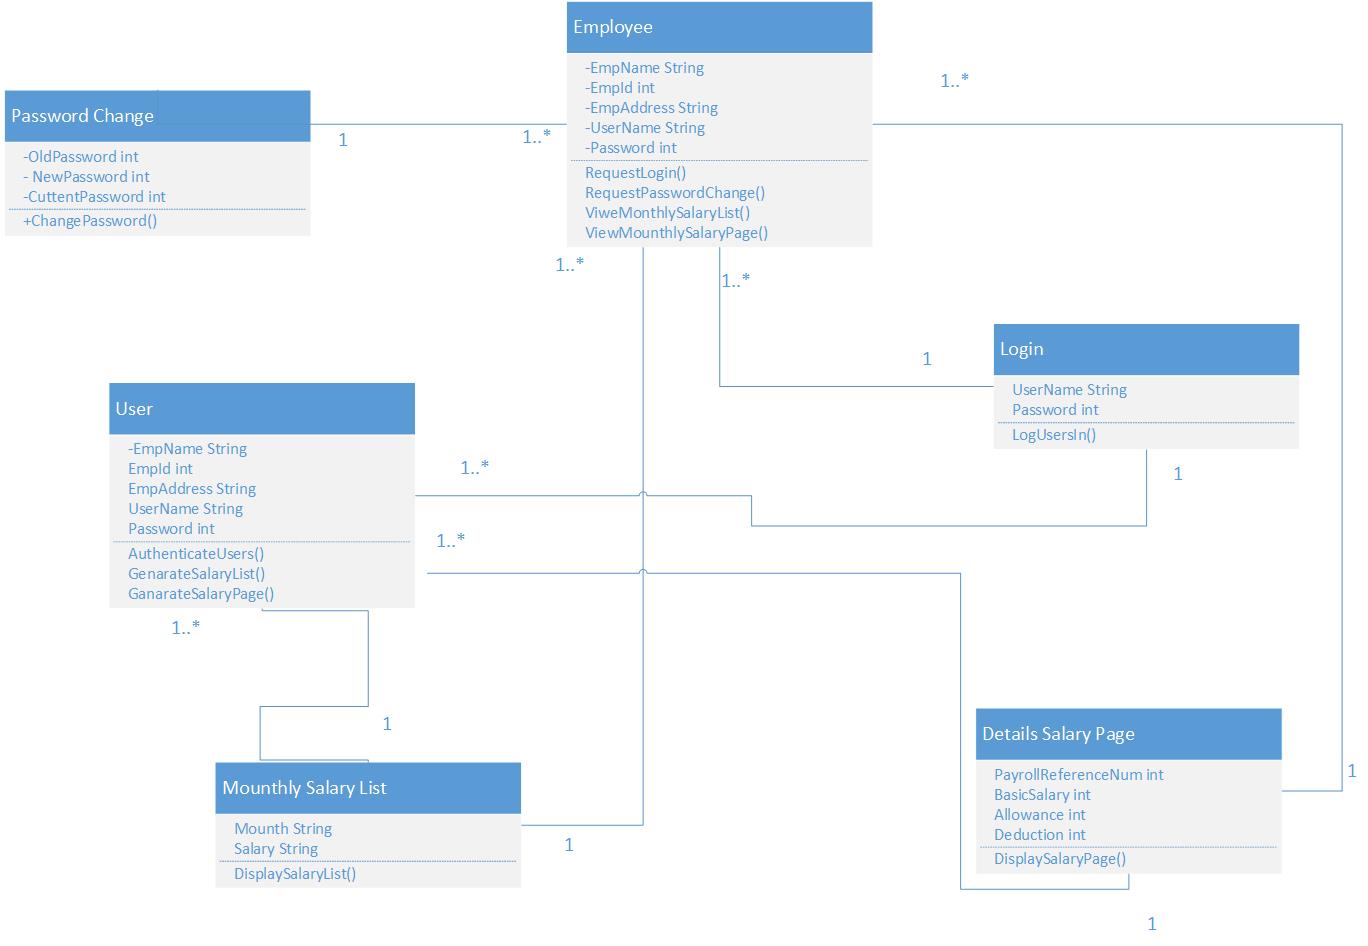 Employee
-EmpName String
-EmpId int
-EmpAddress String
-UserName String
-Password int
RequestLogin()
RequestPasswordChange()
ViweMonthlySalaryList()
ViewMounthlySalaryPage()
1..*
Password Change
-OldPassword int
- NewPassword int
-CuttentPassword int
+ChangePassword()
1
1..*
1..*
1..*
Login
UserName String
Password int
LogUsersIn()
1
1
User
-EmpName String
EmpId int
EmpAddress String
UserName String
Password int
AuthenticateUsers()
GenarateSalaryList()
GanarateSalaryPage()
1..*
1..*
1..*
1
Mounthly Salary List
Mounth String
Salary String
DisplaySalaryList()
1
Details Salary Page
PayrollReferenceNum int
BasicSalary int
Allowance int
Deduction int
DisplaySalaryPage()
1
1